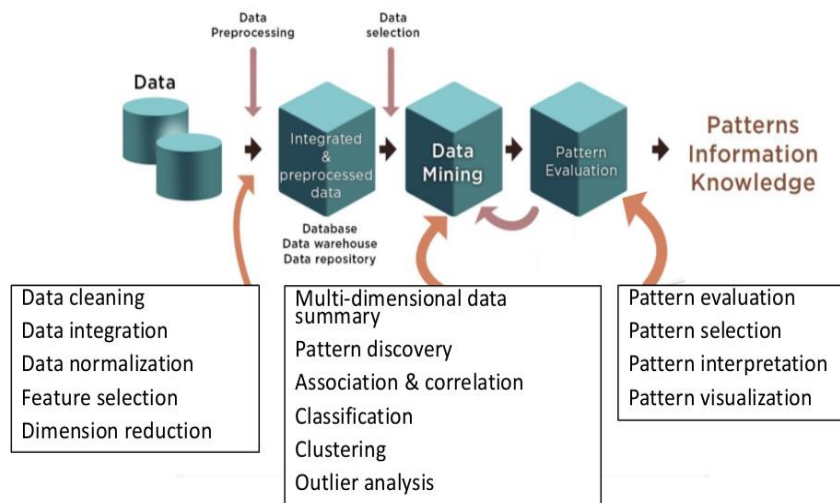 Data
Preprocessing
Data
selection
Data
Integrated
&
preprocessed
data
Data
Mining
Pattern
Evaluation
Patterns
Information
Knowledge
Database
Data warehouse
Data repository
Data cleaning
Data integration
Data normalization
Feature selection
Dimension reduction
Multi-dimensional data
summary
Pattern discovery
Association & correlation
Classification
Clustering
Outlier analysis
Pattern evaluation
Pattern selection
Pattern interpretation
Pattern visualization